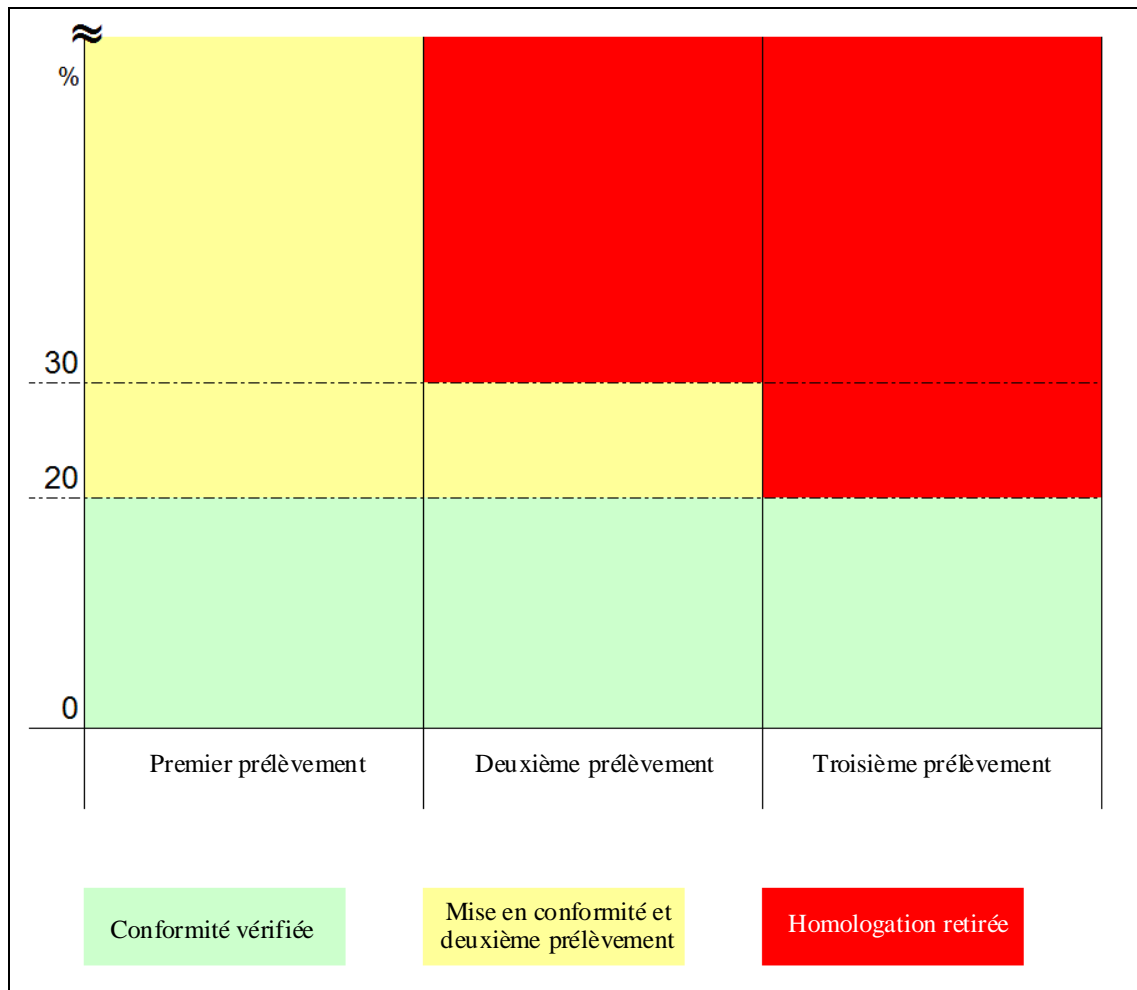 %
30
20
0
Premier prélèvement
Deuxième prélèvement
Troisième prélèvement
Conformité vérifiée
Mise en conformité et
deuxième prélèvement
Homologation retirée